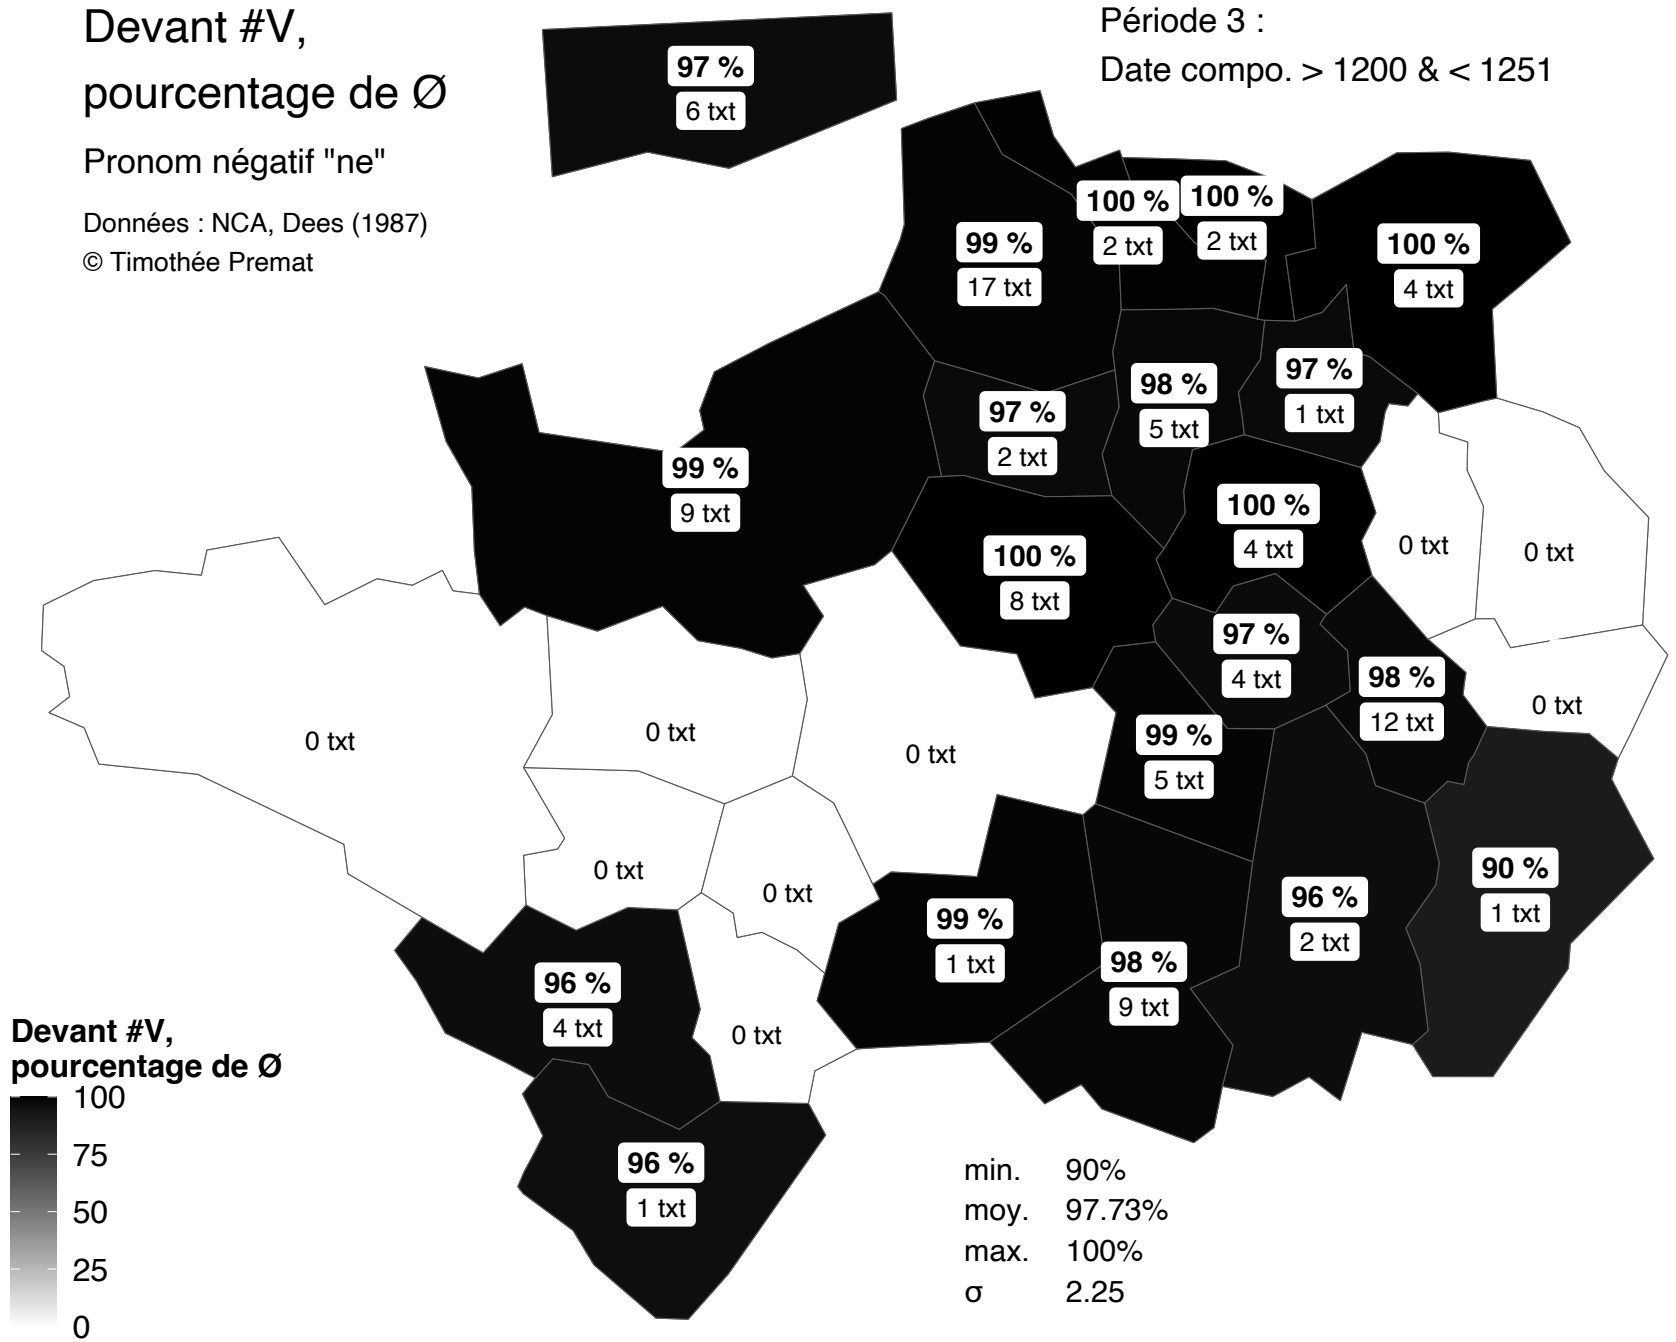 Devant #V,
pourcentage de Ø
Pronom négatif "ne"
Données : NCA, Dees (1987)
© Timothée Premat
Période 3 :
Date compo. > 1200 & < 1251
97 %
6 txt
99 %
17 txt
100 %
2 txt
100 %
2 txt
100 %
4 txt
97 %
2 txt
98 %
5 txt
97 %
1 txt
99 %
9 txt
100 %
8 txt
100 %
4 txt
0 txt
0 txt
97 %
4 txt
98 %
12 txt
0 txt
0 txt
0 txt
0 txt
99 %
5 txt
0 txt
0 txt
99 %
1 txt
98 %
9 txt
96 %
2 txt
90 %
1 txt
96 %
4 txt
0 txt
96 %
1 txt
Devant #V,
pourcentage de Ø
100
75
50
25
0
min. 90%
moy. 97.73%
max. 100%
σ 2.25